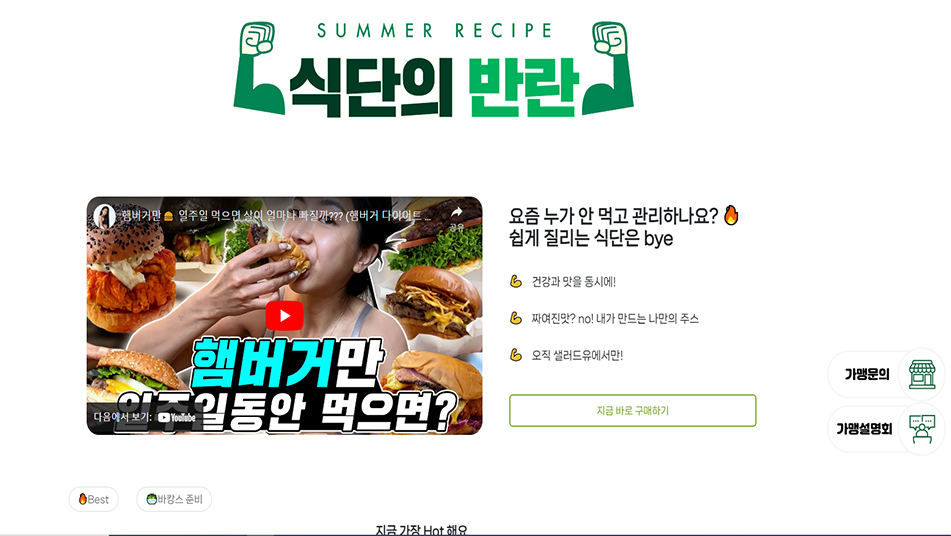 SUMMER RECIPE
식단의 반란
햄버거만🍔 일주일 먹으면 살이 얼마나 빠질까??? (햄버거 다이어트 ...
공유
햄버거만
일주일동안 먹으면?
다음에서 보기: YouTube
요즘 누가 안 먹고 관리하나요? 🔥
쉽게 질리는 식단은 bye
💪 건강과 맛을 동시에!
💪 짜여진맛? no! 내가 만드는 나만의 주스
💪 오직 샐러드유에서만!
지금 바로 구매하기
가맹문의
가맹설명회
🔥Best
🥗바캉스 준비
지금 가장 Hot 해요